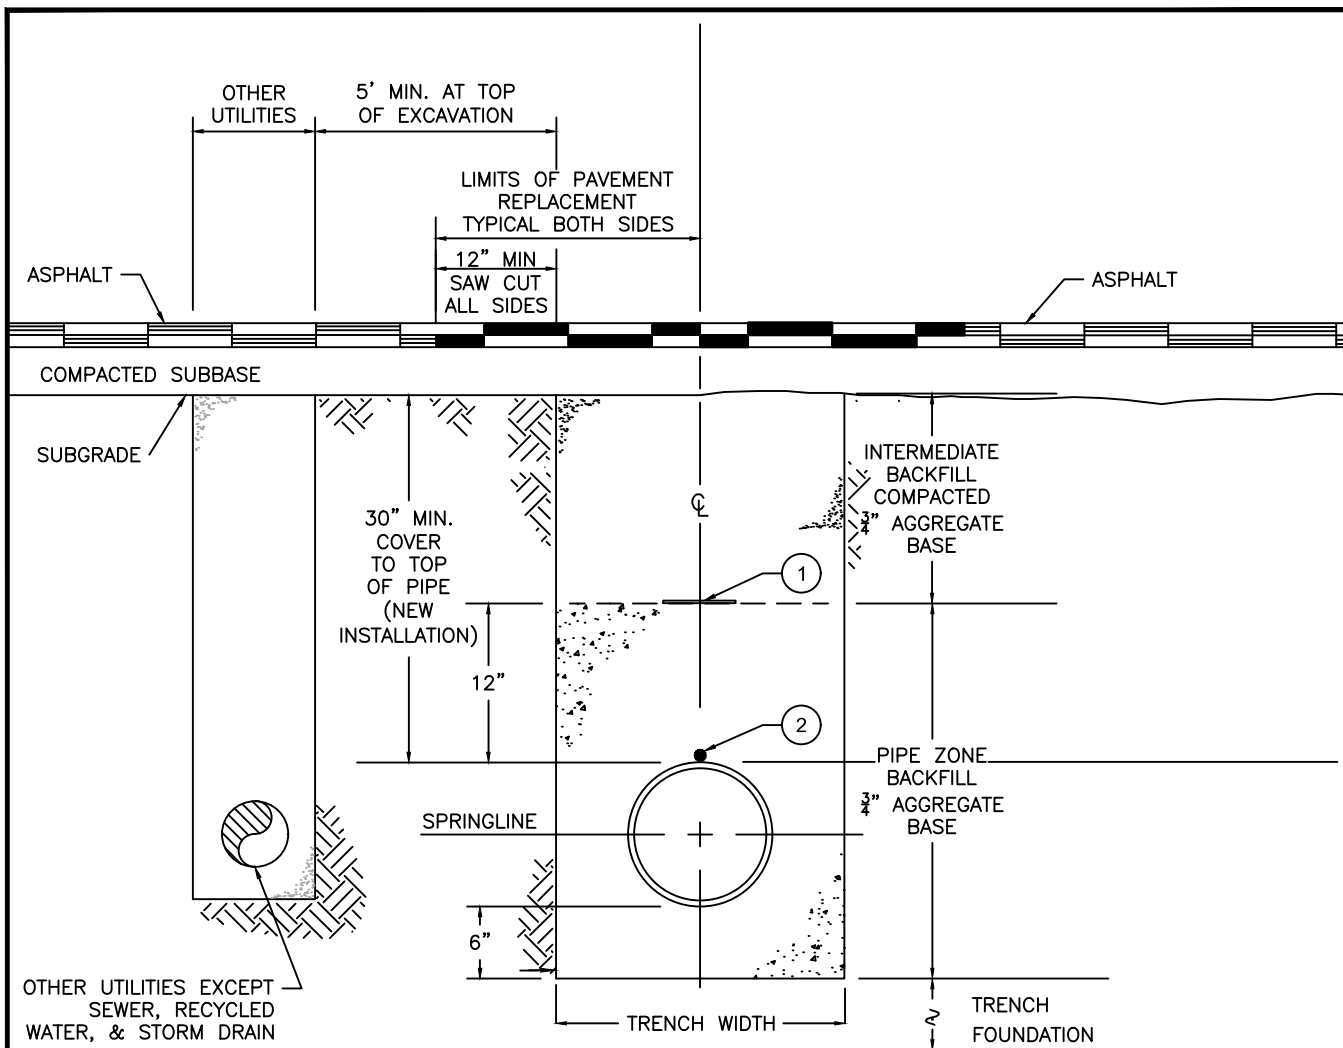 OTHER
UTILITIES
5' MIN. AT TOP
OF EXCAVATION
LIMITS OF PAVEMENT
REPLACEMENT
TYPICAL BOTH SIDES
12” MIN
SAW CUT
ALL SIDES
ASPHALT
ASPHALT
COMPACTED SUBBASE
SUBGRADE
30” MIN.
COVER
TO TOP
OF PIPE
(NEW
INSTALLATION)
℄
INTERMEDIATE
BACKFILL
COMPACTED
3/4” AGGREGATE
BASE
1
12”
2
PIPE ZONE
BACKFILL
3/4” AGGREGATE
BASE
SPRINGLINE
6”
OTHER UTILITIES EXCEPT
SEWER, RECYCLED
WATER, & STORM DRAIN
TRENCH WIDTH
TRENCH
FOUNDATION